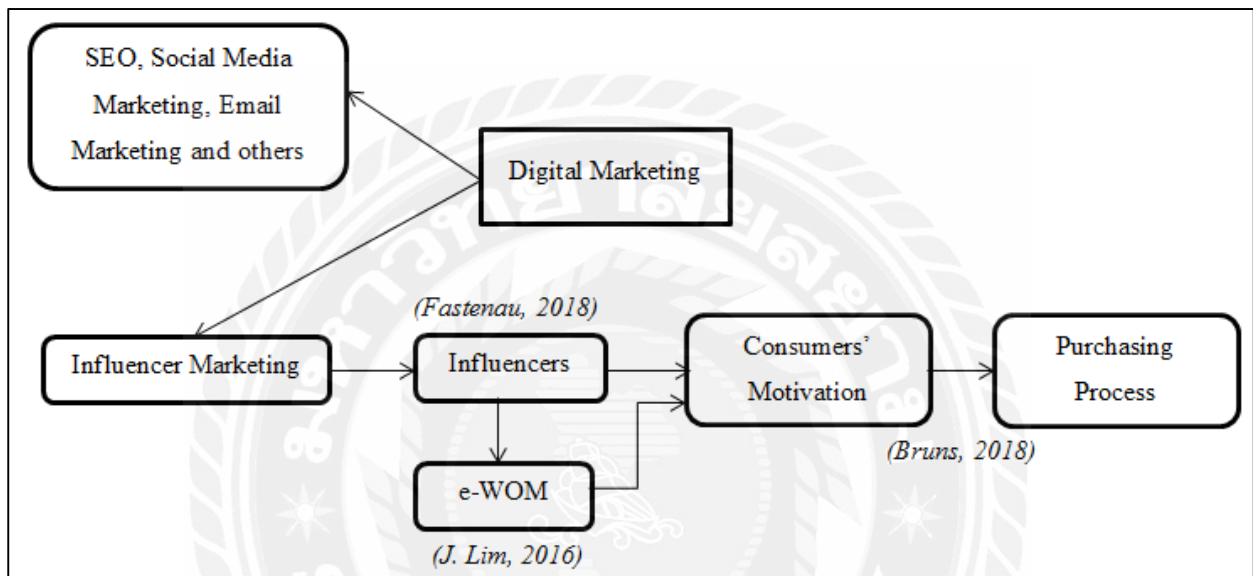 SEO, Social Media
Marketing, Email
Marketing and others
Digital Marketing
(Fastenau, 2018)
Influencer Marketing
Influencers
Consumers’
Motivation
Purchasing
Process
(Bruns, 2018)
e-WOM
(J. Lim, 2016)